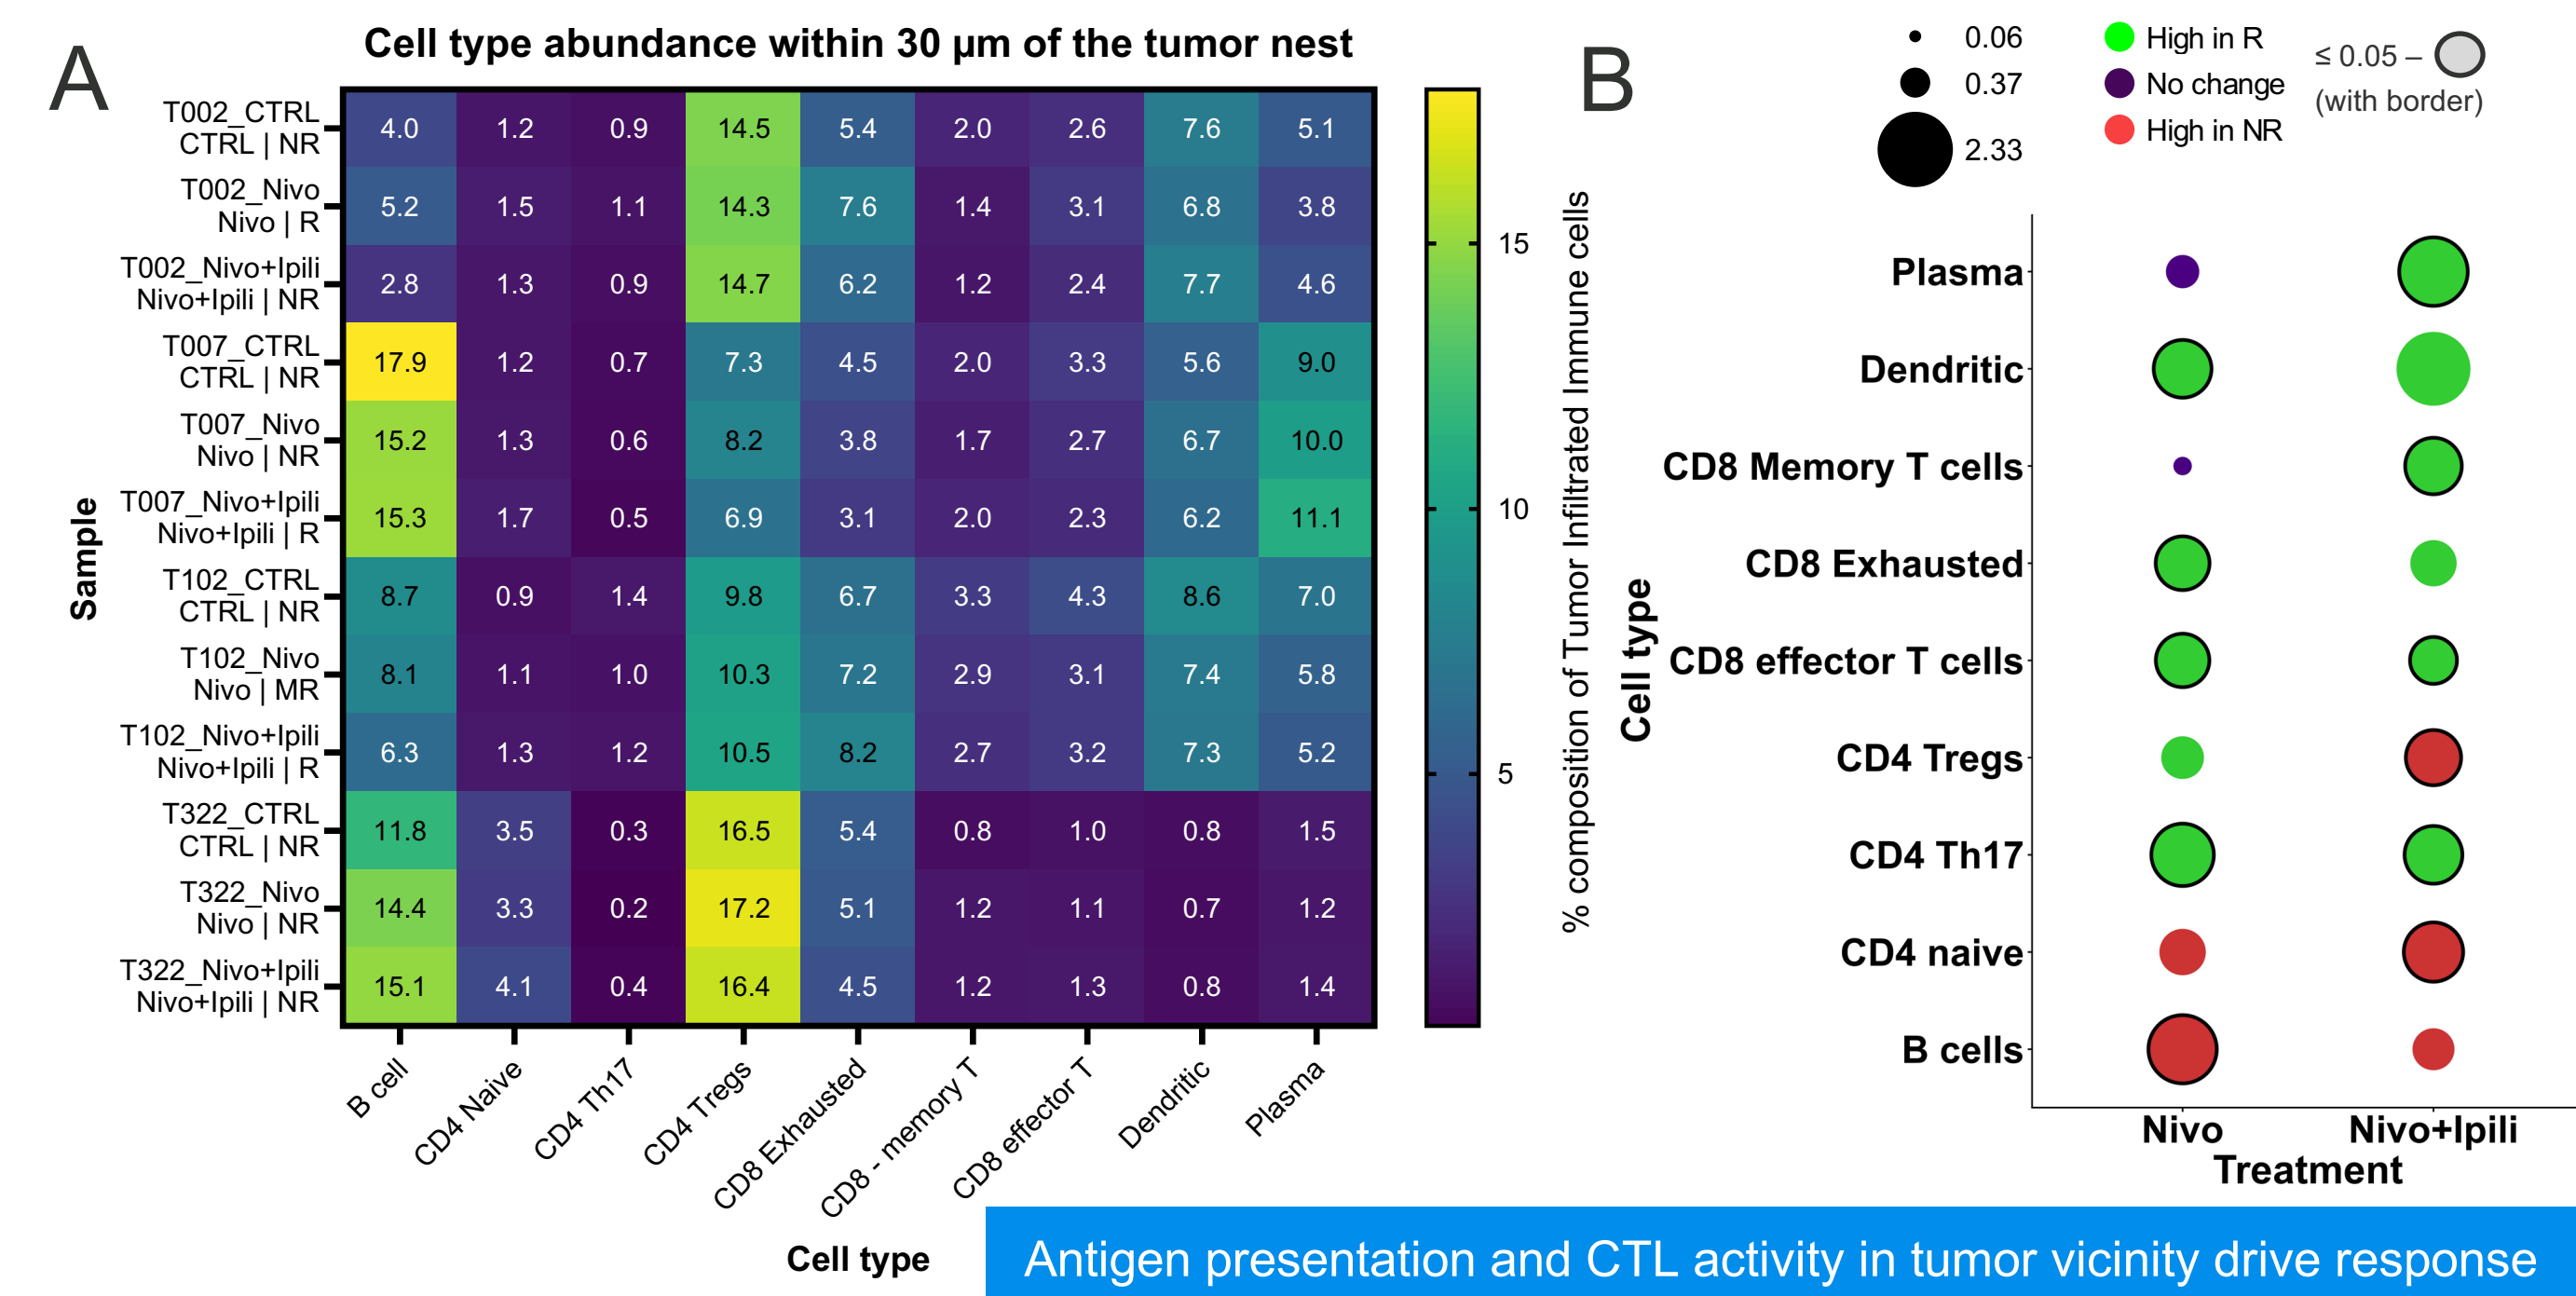 A
Cell type abundance within 30 µm of the tumor nest
Sample
T002_CTRL
CTRL | NR
4.0 1.2 0.9 14.5 5.4 2.0 2.6 7.6 5.1
T002_Nivo
Nivo | R
5.2 1.5 1.1 14.3 7.6 1.4 3.1 6.8 3.8
T002_Nivo+Ipili
Nivo+Ipili | NR
2.8 1.3 0.9 14.7 6.2 1.2 2.4 7.7 4.6
T007_CTRL
CTRL | NR
17.9 1.2 0.7 7.3 4.5 2.0 3.3 5.6 9.0
T007_Nivo
Nivo | NR
15.2 1.3 0.6 8.2 3.8 1.7 2.7 6.7 10.0
T007_Nivo+Ipili
Nivo+Ipili | R
15.3 1.7 0.5 6.9 3.1 2.0 2.3 6.2 11.1
T102_CTRL
CTRL | NR
8.7 0.9 1.4 9.8 6.7 3.3 4.3 8.6 7.0
T102_Nivo
Nivo | MR
8.1 1.1 1.0 10.3 7.2 2.9 3.1 7.4 5.8
T102_Nivo+Ipili
Nivo+Ipili | R
6.3 1.3 1.2 10.5 8.2 2.7 3.2 7.3 5.2
T322_CTRL
CTRL | NR
11.8 3.5 0.3 16.5 5.4 0.8 1.0 0.8 1.5
T322_Nivo
Nivo | NR
14.4 3.3 0.2 17.2 5.1 1.2 1.1 0.7 1.2
T322_Nivo+Ipili
Nivo+Ipili | NR
15.1 4.1 0.4 16.4 4.5 1.2 1.3 0.8 1.4
B cell
CD4 Naive
CD4 Th17
CD4 Tregs
CD8 Exhausted
CD8 - memory T
CD8 effector T
Dendritic
Plasma
Cell type
15
10
5
% composition of Tumor Infiltrated Immune cells
B
0.06
0.37
2.33
High in R
No change
High in NR
≤ 0.05 –
(with border)
Cell type
Plasma
Dendritic
CD8 Memory T cells
CD8 Exhausted
CD8 effector T cells
CD4 Tregs
CD4 Th17
CD4 naive
B cells
Nivo Nivo+Ipili
Treatment
Antigen presentation and CTL activity in tumor vicinity drive response